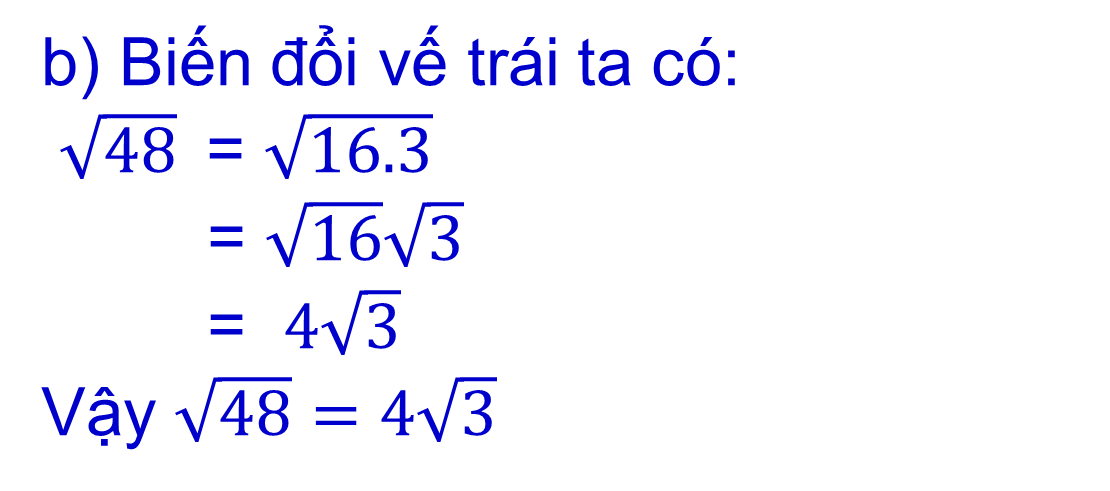 b) Biến đổi vế trái ta có:
√48 = √16.3
= √16√3
= 4√3
Vậy √48 = 4√3